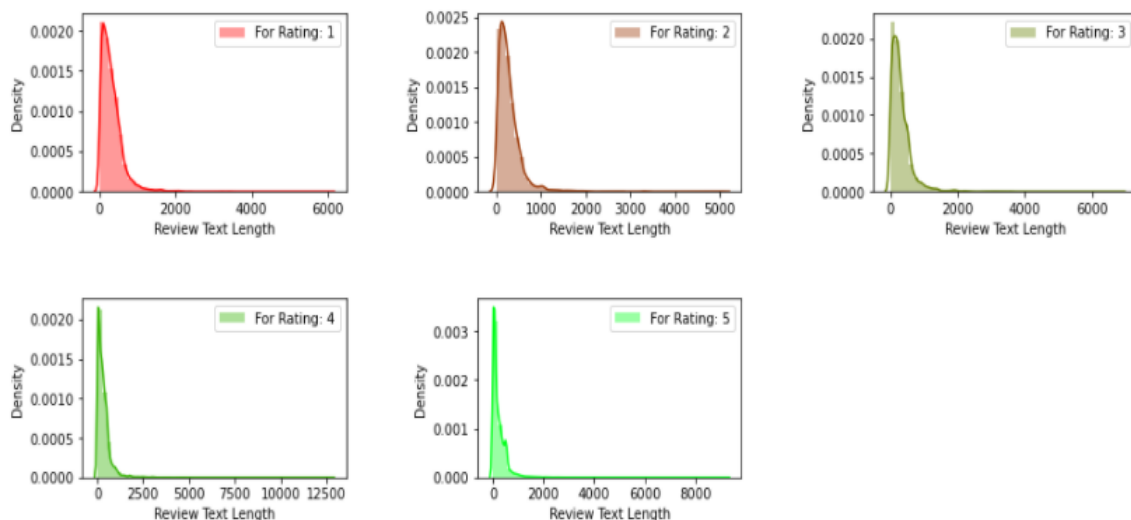 For Rating: 1
Density
0.0020
0.0015
0.0010
0.0005
0.0000
0 2000 4000 6000
Review Text Length
For Rating: 2
Density
0.0025
0.0020
0.0015
0.0010
0.0005
0.0000
0 1000 2000 3000 4000 5000
Review Text Length
For Rating: 3
Density
0.0020
0.0015
0.0010
0.0005
0.0000
0 2000 4000 6000
Review Text Length
For Rating: 4
Density
0.0020
0.0015
0.0010
0.0005
0.0000
0 2500 5000 7500 10000 12500
Review Text Length
For Rating: 5
Density
0.003
0.002
0.001
0.000
0 2000 4000 6000 8000
Review Text Length